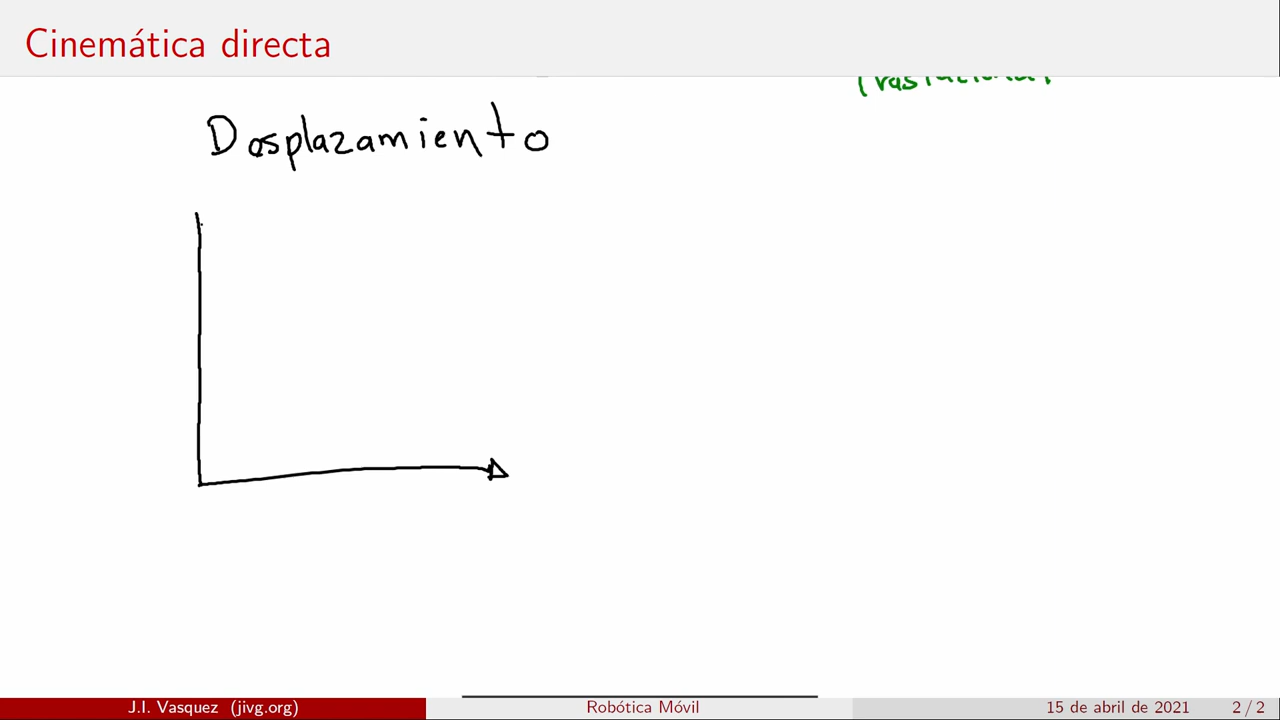 Cinemática directa
Desplazamiento
J.I. Vasquez (jivg.org)
Robótica Móvil
15 de abril de 2021
2 / 2